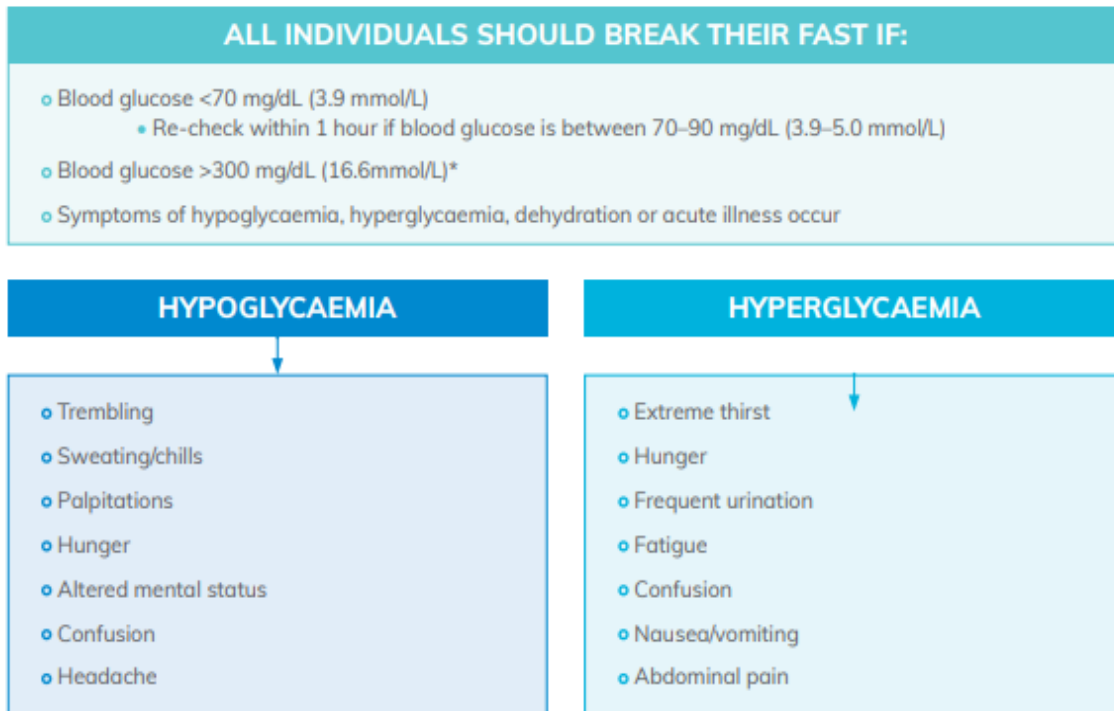 ALL INDIVIDUALS SHOULD BREAK THEIR FAST IF:
Blood glucose <70 mg/dL (3.9 mmol/L)
Re-check within 1 hour if blood glucose is between 70–90 mg/dL (3.9–5.0 mmol/L)
Blood glucose >300 mg/dL (16.6mmol/L)*
Symptoms of hypoglycaemia, hyperglycaemia, dehydration or acute illness occur
HYPOGLYCAEMIA
Trembling
Sweating/chills
Palpitations
Hunger
Altered mental status
Confusion
Headache
HYPERGLYCAEMIA
Extreme thirst
Hunger
Frequent urination
Fatigue
Confusion
Nausea/vomiting
Abdominal pain